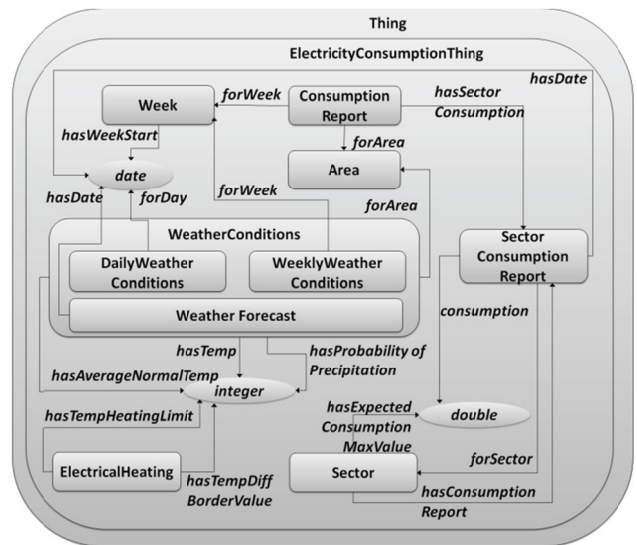 Thing
ElectricityConsumptionThing
hasDate
Week
forWeek
Consumption
Report
hasSector
Consumption
hasWeekStart
forArea
Area
date
hasDate
forDay
forWeek
forArea
WeatherConditions
DailyWeather
Conditions
WeeklyWeather
Conditions
Weather Forecast
Sector
Consumption
Report
consumption
hasTemp
hasProbability of
Precipitation
hasAverageNormalTemp
integer
hasTempHeatingLimit
hasExpected
Consumption
MaxValue
double
ElectricalHeating
hasTempDiff
BorderValue
Sector
forSector
hasConsumption
Report